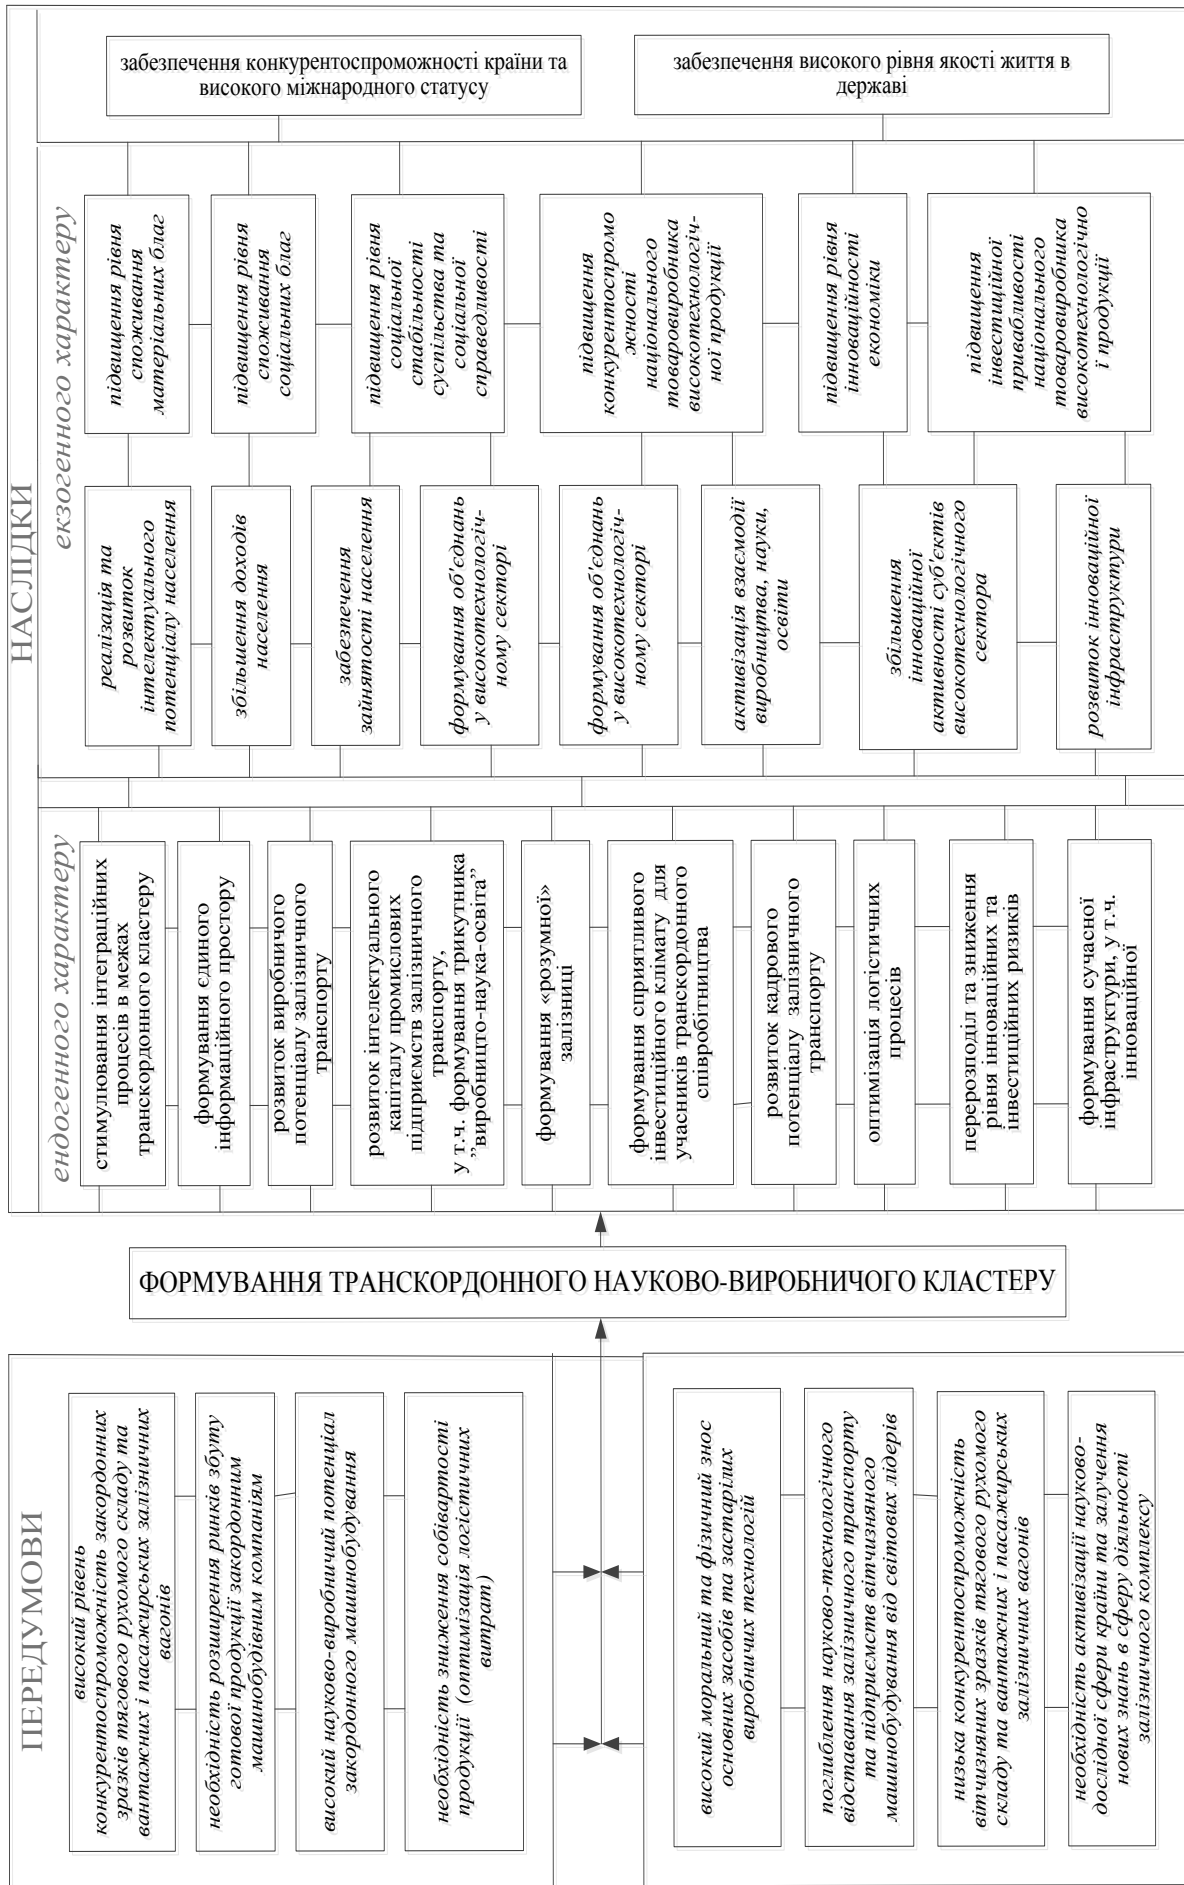 ПЕРЕДУМОВИ
високий рівень
конкурентоспроможність закордонних
зразків тягового рухомого складу та
вантажних і пасажирських залізничних
вагонів
необхідність розширення ринків збуту
готової продукції закордонним
машинобудівним компаніям
високий науково-виробничий потенціал
закордонного машинобудування
необхідність зниження собівартості
продукції (оптимізація логістичних
витрат)
високий моральний та фізичний знос
основних засобів та застарілих
виробничих технологій
поглиблення науково-технологічного
відставання залізничного транспорту
та підприємств вітчизняного
машинобудування від світових лідерів
низька конкурентоспроможність
вітчизняних зразків тягового рухомого
складу та вантажних і пасажирських
залізничних вагонів
необхідність активізації науково-
дослідної сфери країни та залучення
нових знань в сферу діяльності
залізничного комплексу
ФОРМУВАННЯ ТРАНСКОРДОННОГО НАУКОВО-ВИРОБНИЧОГО КЛАСТЕРУ
НАСЛІДКИ
ендогенного характеру
стимулювання інтеграційних
процесів в межах
транскордонного кластеру
формування єдиного
інформаційного простору
розвиток виробничого
потенціалу залізничного
транспорту
розвиток інтелектуального
капіталу промислових
підприємств залізничного
транспорту,
у т.ч. формування трикутника
„виробництво-наука-освіта”
формування «розумної»
залізниці
формування сприятливого
інвестиційного клімату для
учасників транскордонного
співробітництва
розвиток кадрового
потенціалу залізничного
транспорту
оптимізація логістичних
процесів
перерозподіл та зниження
рівня інноваційних та
інвестиційних ризиків
формування сучасної
інфраструктури, у т.ч.
інноваційної
екзогенного характеру
реалізація та
розвиток
інтелектуального
потенціалу населення
збільшення доходів
населення
забезпечення
зайнятості населення
формування об'єднань
у високотехнологіч-
ному секторі
формування об'єднань
у високотехнологіч-
ному секторі
активізація взаємодії
виробництва, науки,
освіти
збільшення
інноваційної
активності суб'єктів
високотехнологічного
сектора
розвиток інноваційної
інфраструктури
підвищення рівня
споживання
матеріальних благ
підвищення рівня
споживання
соціальних благ
підвищення рівня
соціальної
стабільності
суспільства та
соціальної
справедливості
підвищення
конкурентоспромо
жності
національного
товаровиробника
високотехнологіч-
ної продукції
підвищення рівня
інноваційності
економіки
підвищення
інвестиційної
привабливості
національного
товаровиробника
високотехнологічно
ї продукції
забезпечення конкурентоспроможності країни та
високого міжнародного статусу
забезпечення високого рівня якості життя в
державі